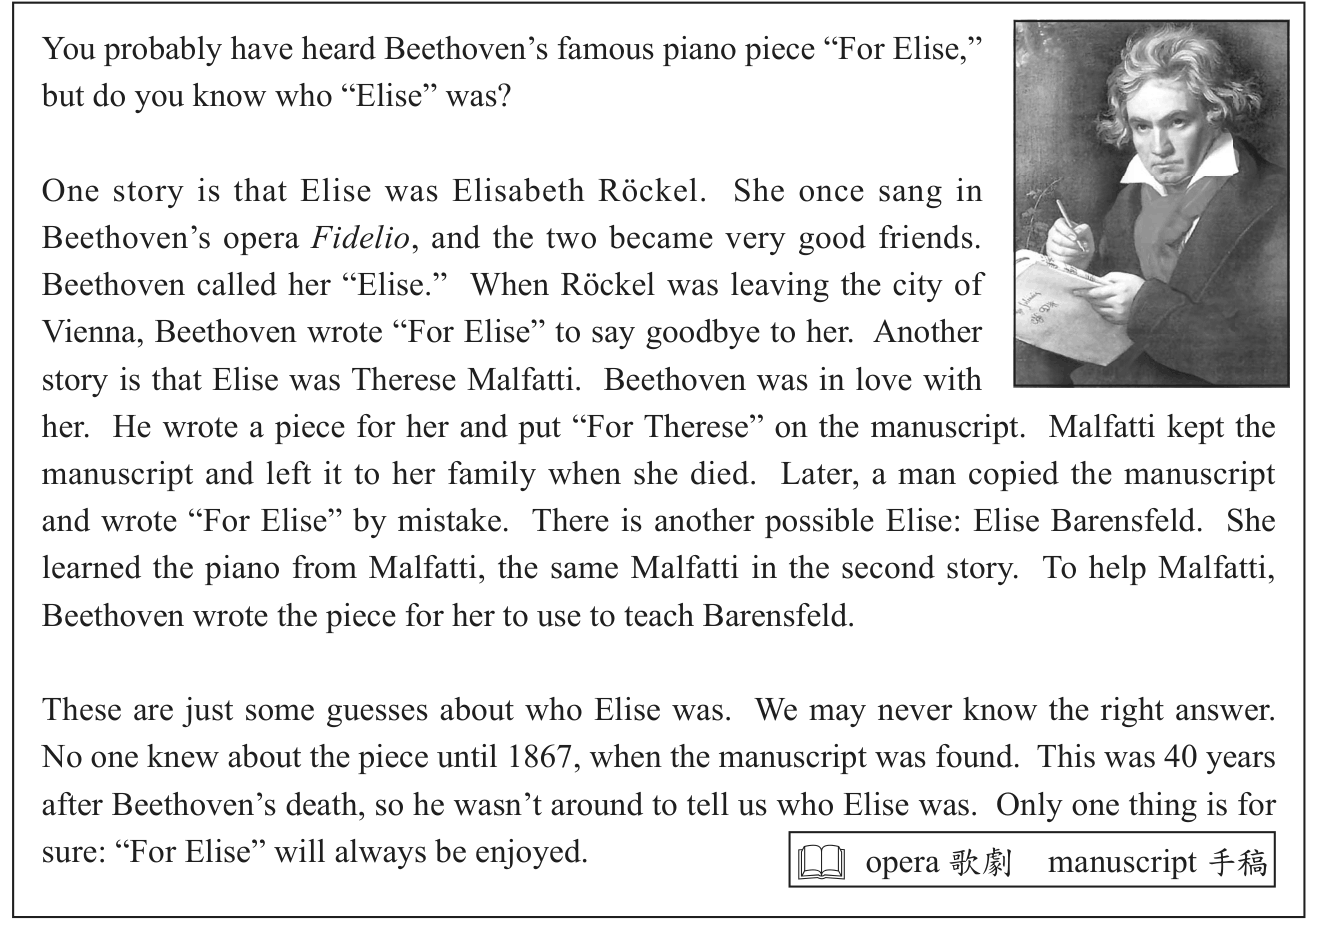 You probably have heard Beethoven’s famous piano piece “For Elise,”
but do you know who “Elise” was?
One story is that Elise was Elisabeth Röckel. She once sang in
Beethoven’s opera Fidelio, and the two became very good friends.
Beethoven called her “Elise.” When Röckel was leaving the city of
Vienna, Beethoven wrote “For Elise” to say goodbye to her. Another
story is that Elise was Therese Malfatti. Beethoven was in love with
her. He wrote a piece for her and put “For Therese” on the manuscript. Malfatti kept the
manuscript and left it to her family when she died. Later, a man copied the manuscript
and wrote “For Elise” by mistake. There is another possible Elise: Elise Barensfeld. She
learned the piano from Malfatti, the same Malfatti in the second story. To help Malfatti,
Beethoven wrote the piece for her to use to teach Barensfeld.
These are just some guesses about who Elise was. We may never know the right answer.
No one knew about the piece until 1867, when the manuscript was found. This was 40 years
after Beethoven’s death, so he wasn’t around to tell us who Elise was. Only one thing is for
sure: “For Elise” will always be enjoyed.
opera 歌劇 manuscript 手稿